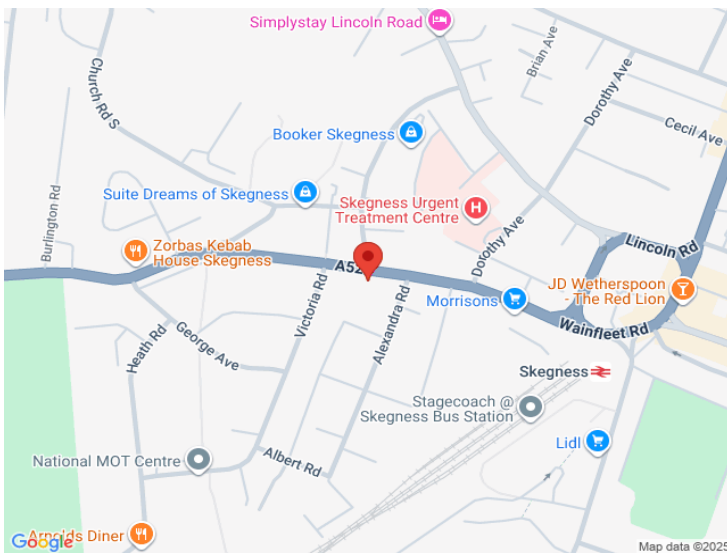 Simplystay Lincoln Road
Brian Ave
Dorothy Ave
Church Rd S
Cecil Ave
Booker Skegness
Burlington Rd
Suite Dreams of Skegness
Skegness Urgent
Treatment Centre
Dorothy Ave
Lincoln Rd
Zorbas Kebab
House Skegness
A52
JD Wetherspoon
- The Red Lion
Victoria Rd
Alexandra Rd
Morrisons
Wainfleet Rd
Heath Rd
George Ave
Skegness
Stagecoach @
Skegness Bus Station
Lidl
National MOT Centre
Albert Rd
Arnolds Diner
Google
Map data ©2025